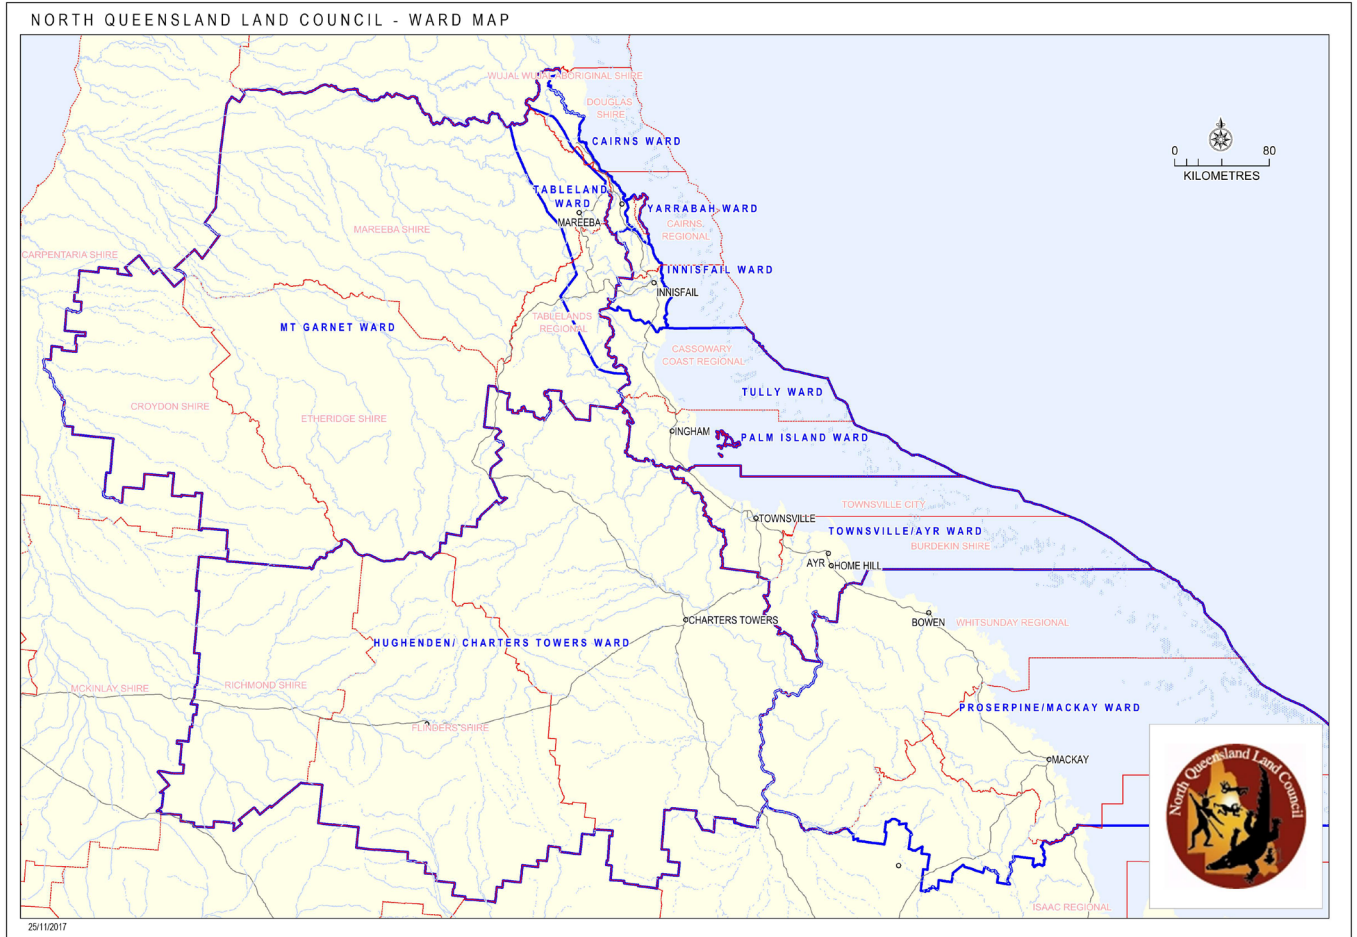 NORTH QUEENSLAND LAND COUNCIL - WARD MAP
WUJAL WUJAL ABORIGINAL SHIRE
DOUGLAS
SHIRE
CAIRNS WARD
0 80
KILOMETRES
TABLELAND
WARD
MAREEBA
YARRABAH WARD
CAIRNS
REGIONAL
MAREEBA SHIRE
CARPENTARIA SHIRE
INNISFAIL WARD
INNISFAIL
TABLELANDS
REGIONAL
MT GARNET WARD
CASSOWARY
COAST REGIONAL
TULLY WARD
CROYDON SHIRE
ETHERIDGE SHIRE
INGHAM
PALM ISLAND WARD
TOWNSVILLE CITY
TOWNSVILLE
TOWNSVILLE/AYR WARD
BURDEKIN SHIRE
AYR
HOME HILL
CHARTERS TOWERS
BOWEN
WHITSUNDAY REGIONAL
HUGHENDEN/ CHARTERS TOWERS WARD
MCKINLAY SHIRE
RICHMOND SHIRE
FLINDERS SHIRE
PROSERPINE/MACKAY WARD
MACKAY
North Queensland Land Council
ISAAC REGIONAL
25/11/2017